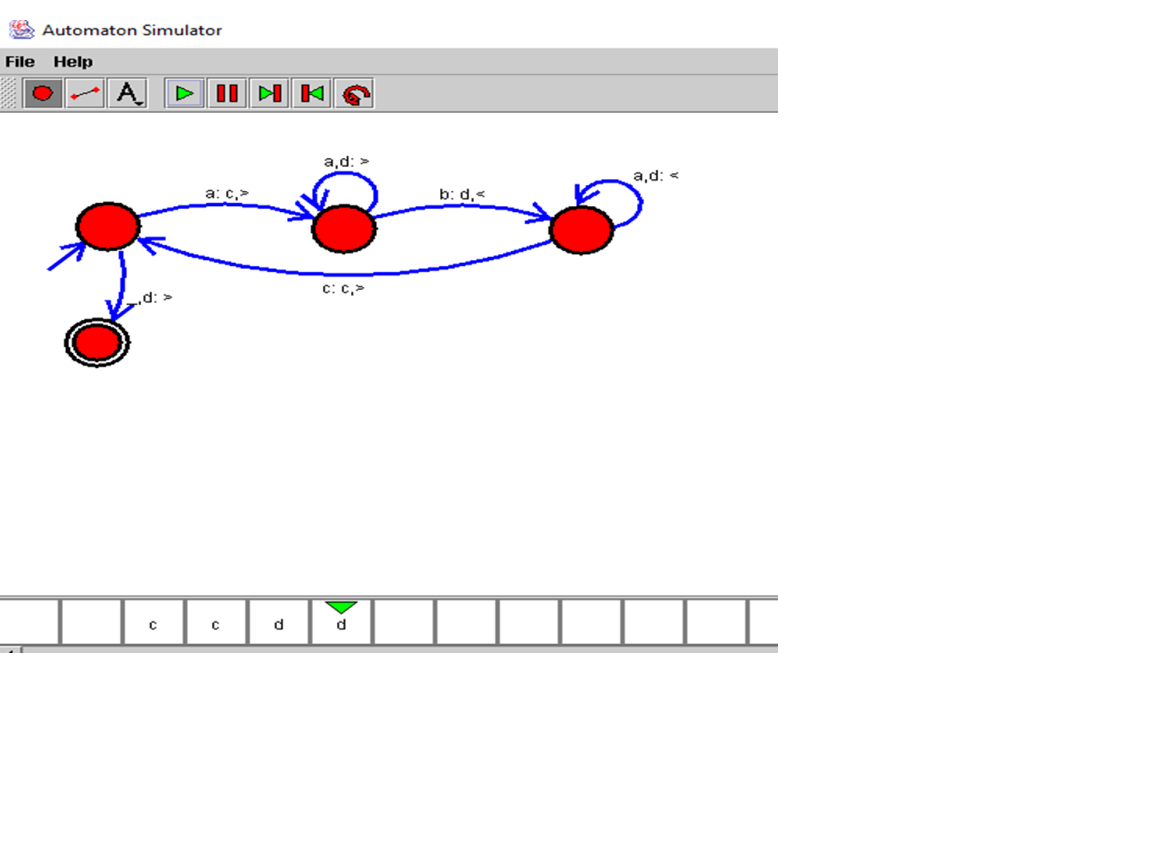 Automaton Simulator
File Help
A
a,d: >
a,d: <
a: c,>
b: d,<
c: c,>
_,d: >
c c d d